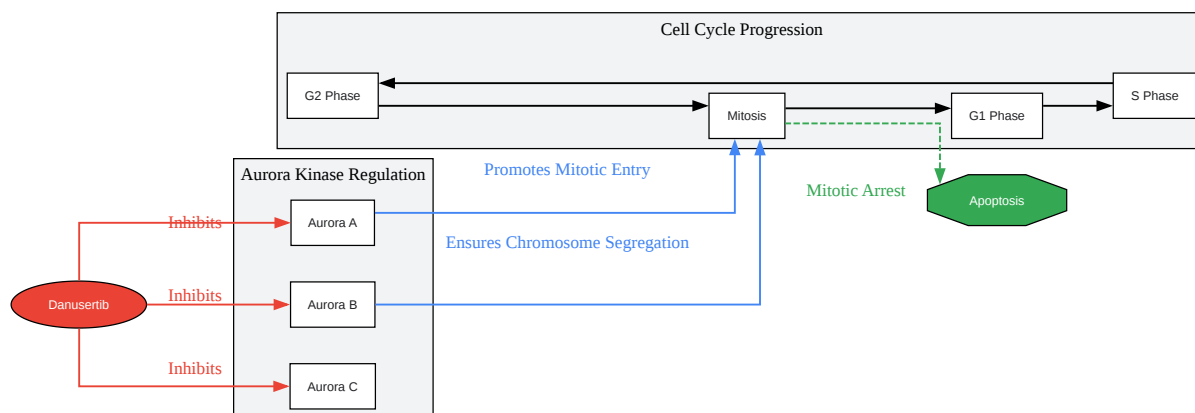 Cell Cycle Progression
G2 Phase
S Phase
Mitosis
G1 Phase
Aurora Kinase Regulation
Promotes Mitotic Entry
Mitotic Arrest
Apoptosis
Inhibits
Aurora A
Ensures Chromosome Segregation
Danusertib
Inhibits
Aurora B
Inhibits
Aurora C